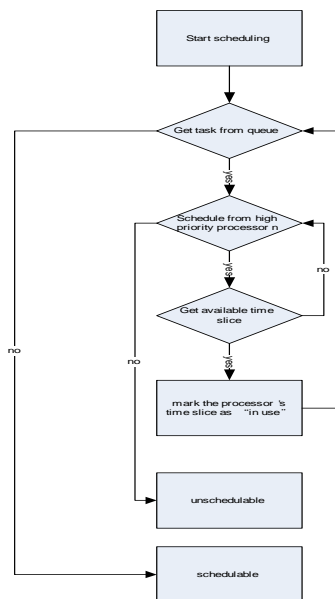 Start scheduling
Get task from queue
yes
Schedule from high
priority processor n
yes
no
Get available time
slice
no
no
yes
mark the processor 's
time slice as "in use"
unschedulable
schedulable